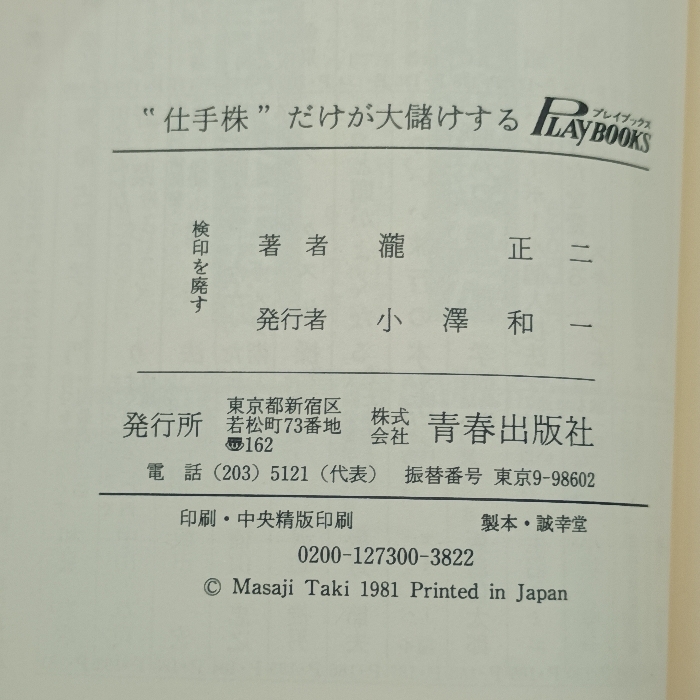 “仕手株”だけが大儲けする PLAYBOOKS プレイブックス
検印を廃す
著者 瀧 正二
発行者 小澤和一
発行所 東京都新宿区若松町73番地 〠162 株式会社 青春出版社
電話(203)5121(代表) 振替番号 東京9-98602
印刷・中央精版印刷 製本・誠幸堂
0200-127300-3822
© Masaji Taki 1981 Printed in Japan